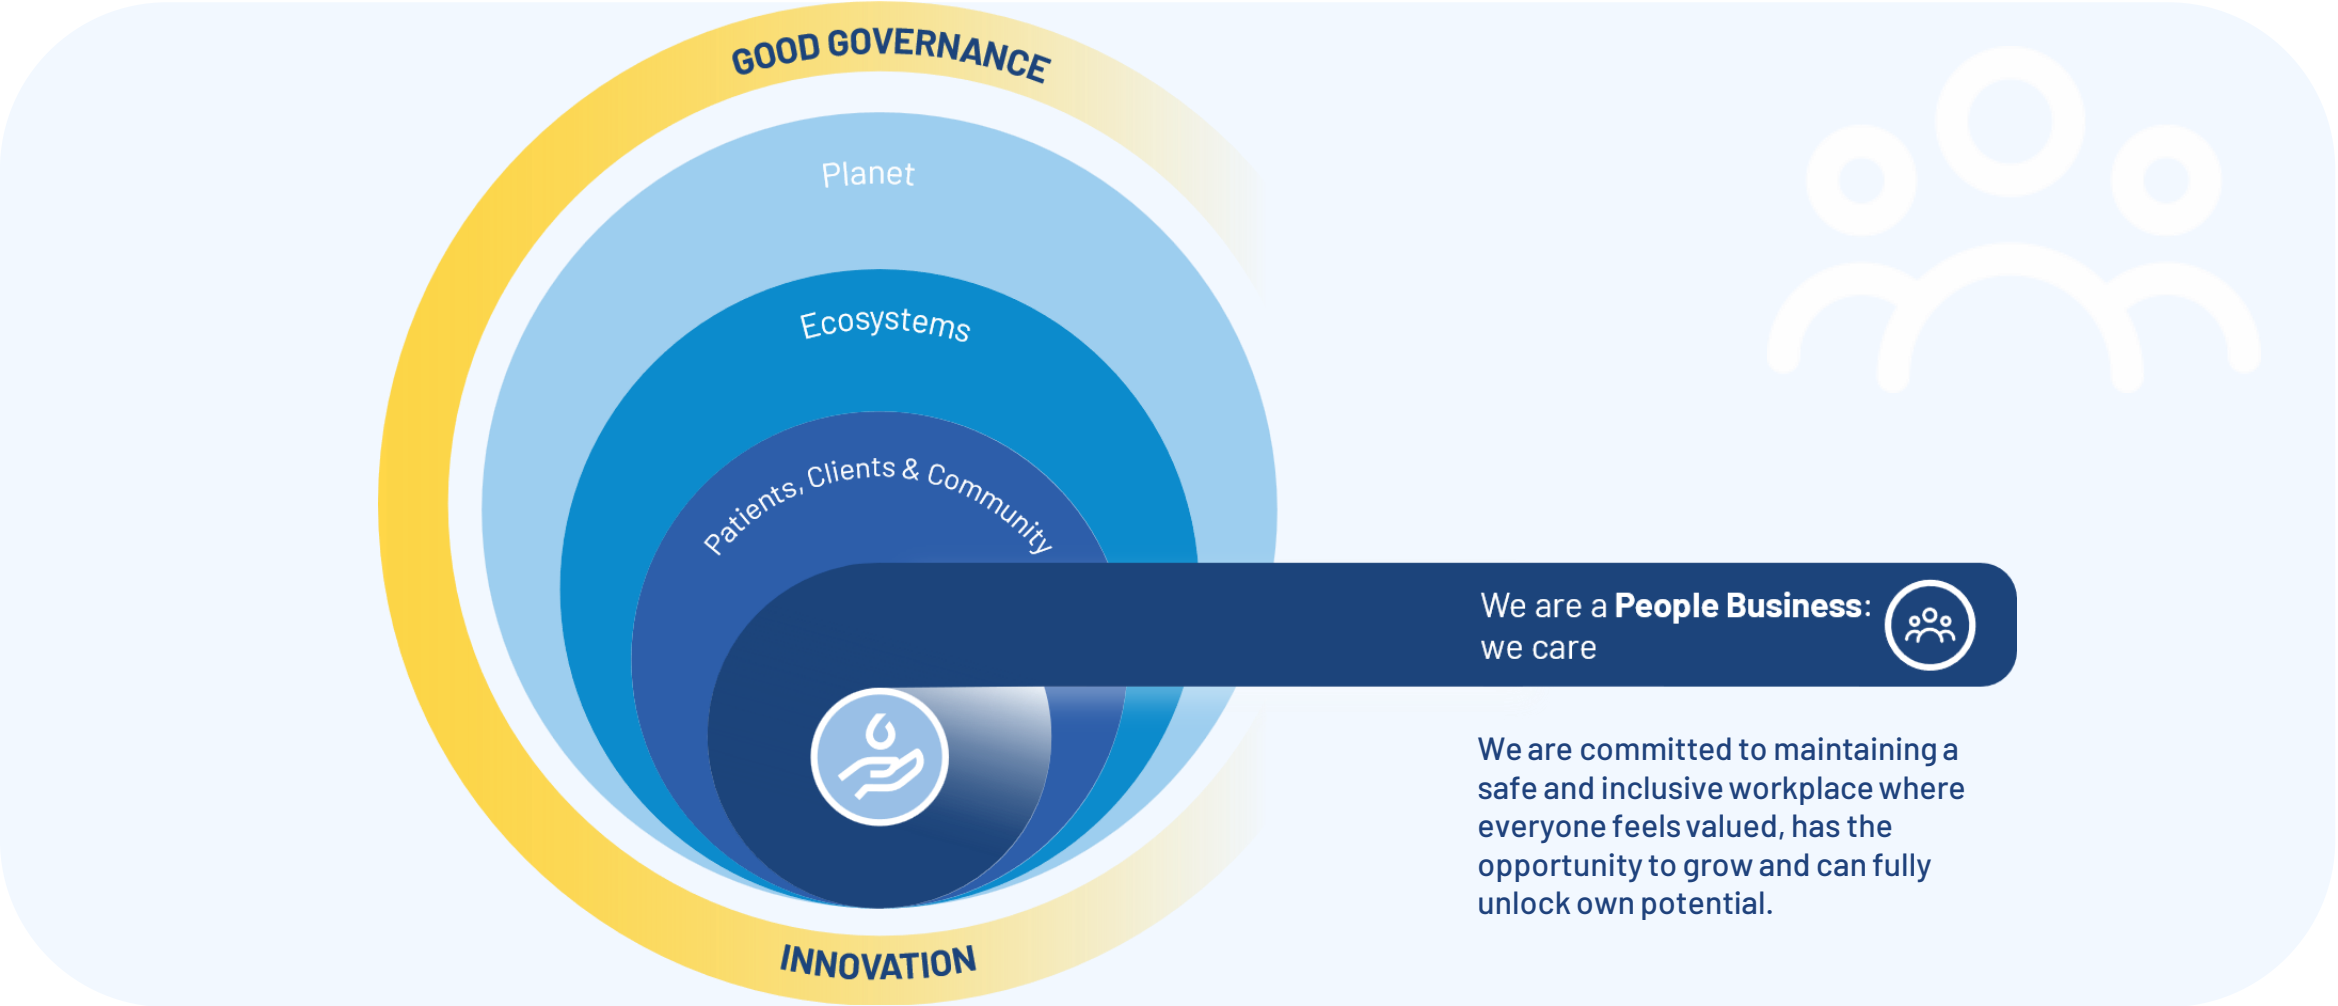 GOOD GOVERNANCE
Planet
Ecosystems
Patients, Clients & Community
We are a People Business:
we care
We are committed to maintaining a
safe and inclusive workplace where
everyone feels valued, has the
opportunity to grow and can fully
unlock own potential.
INNOVATION